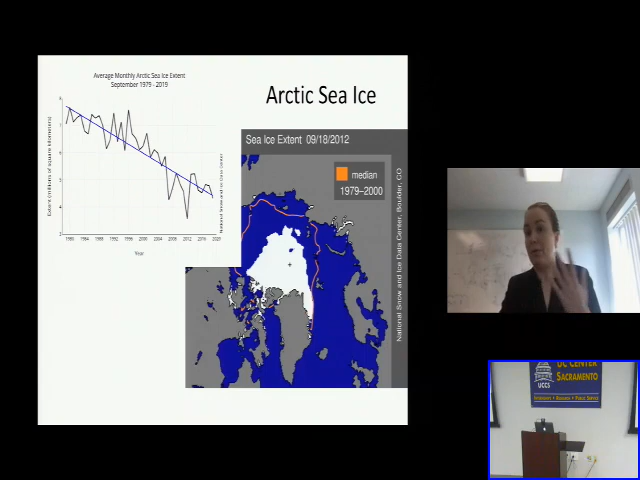 Average Monthly Arctic Sea Ice Extent
September 1979 - 2019
Arctic Sea Ice
Extent (millions of square kilometers)
Year
National Snow and Ice Data Center
Sea Ice Extent 09/18/2012
median
1979–2000
National Snow and Ice Data Center, Boulder, CO
UC CENTER
SACRAMENTO
UCCS